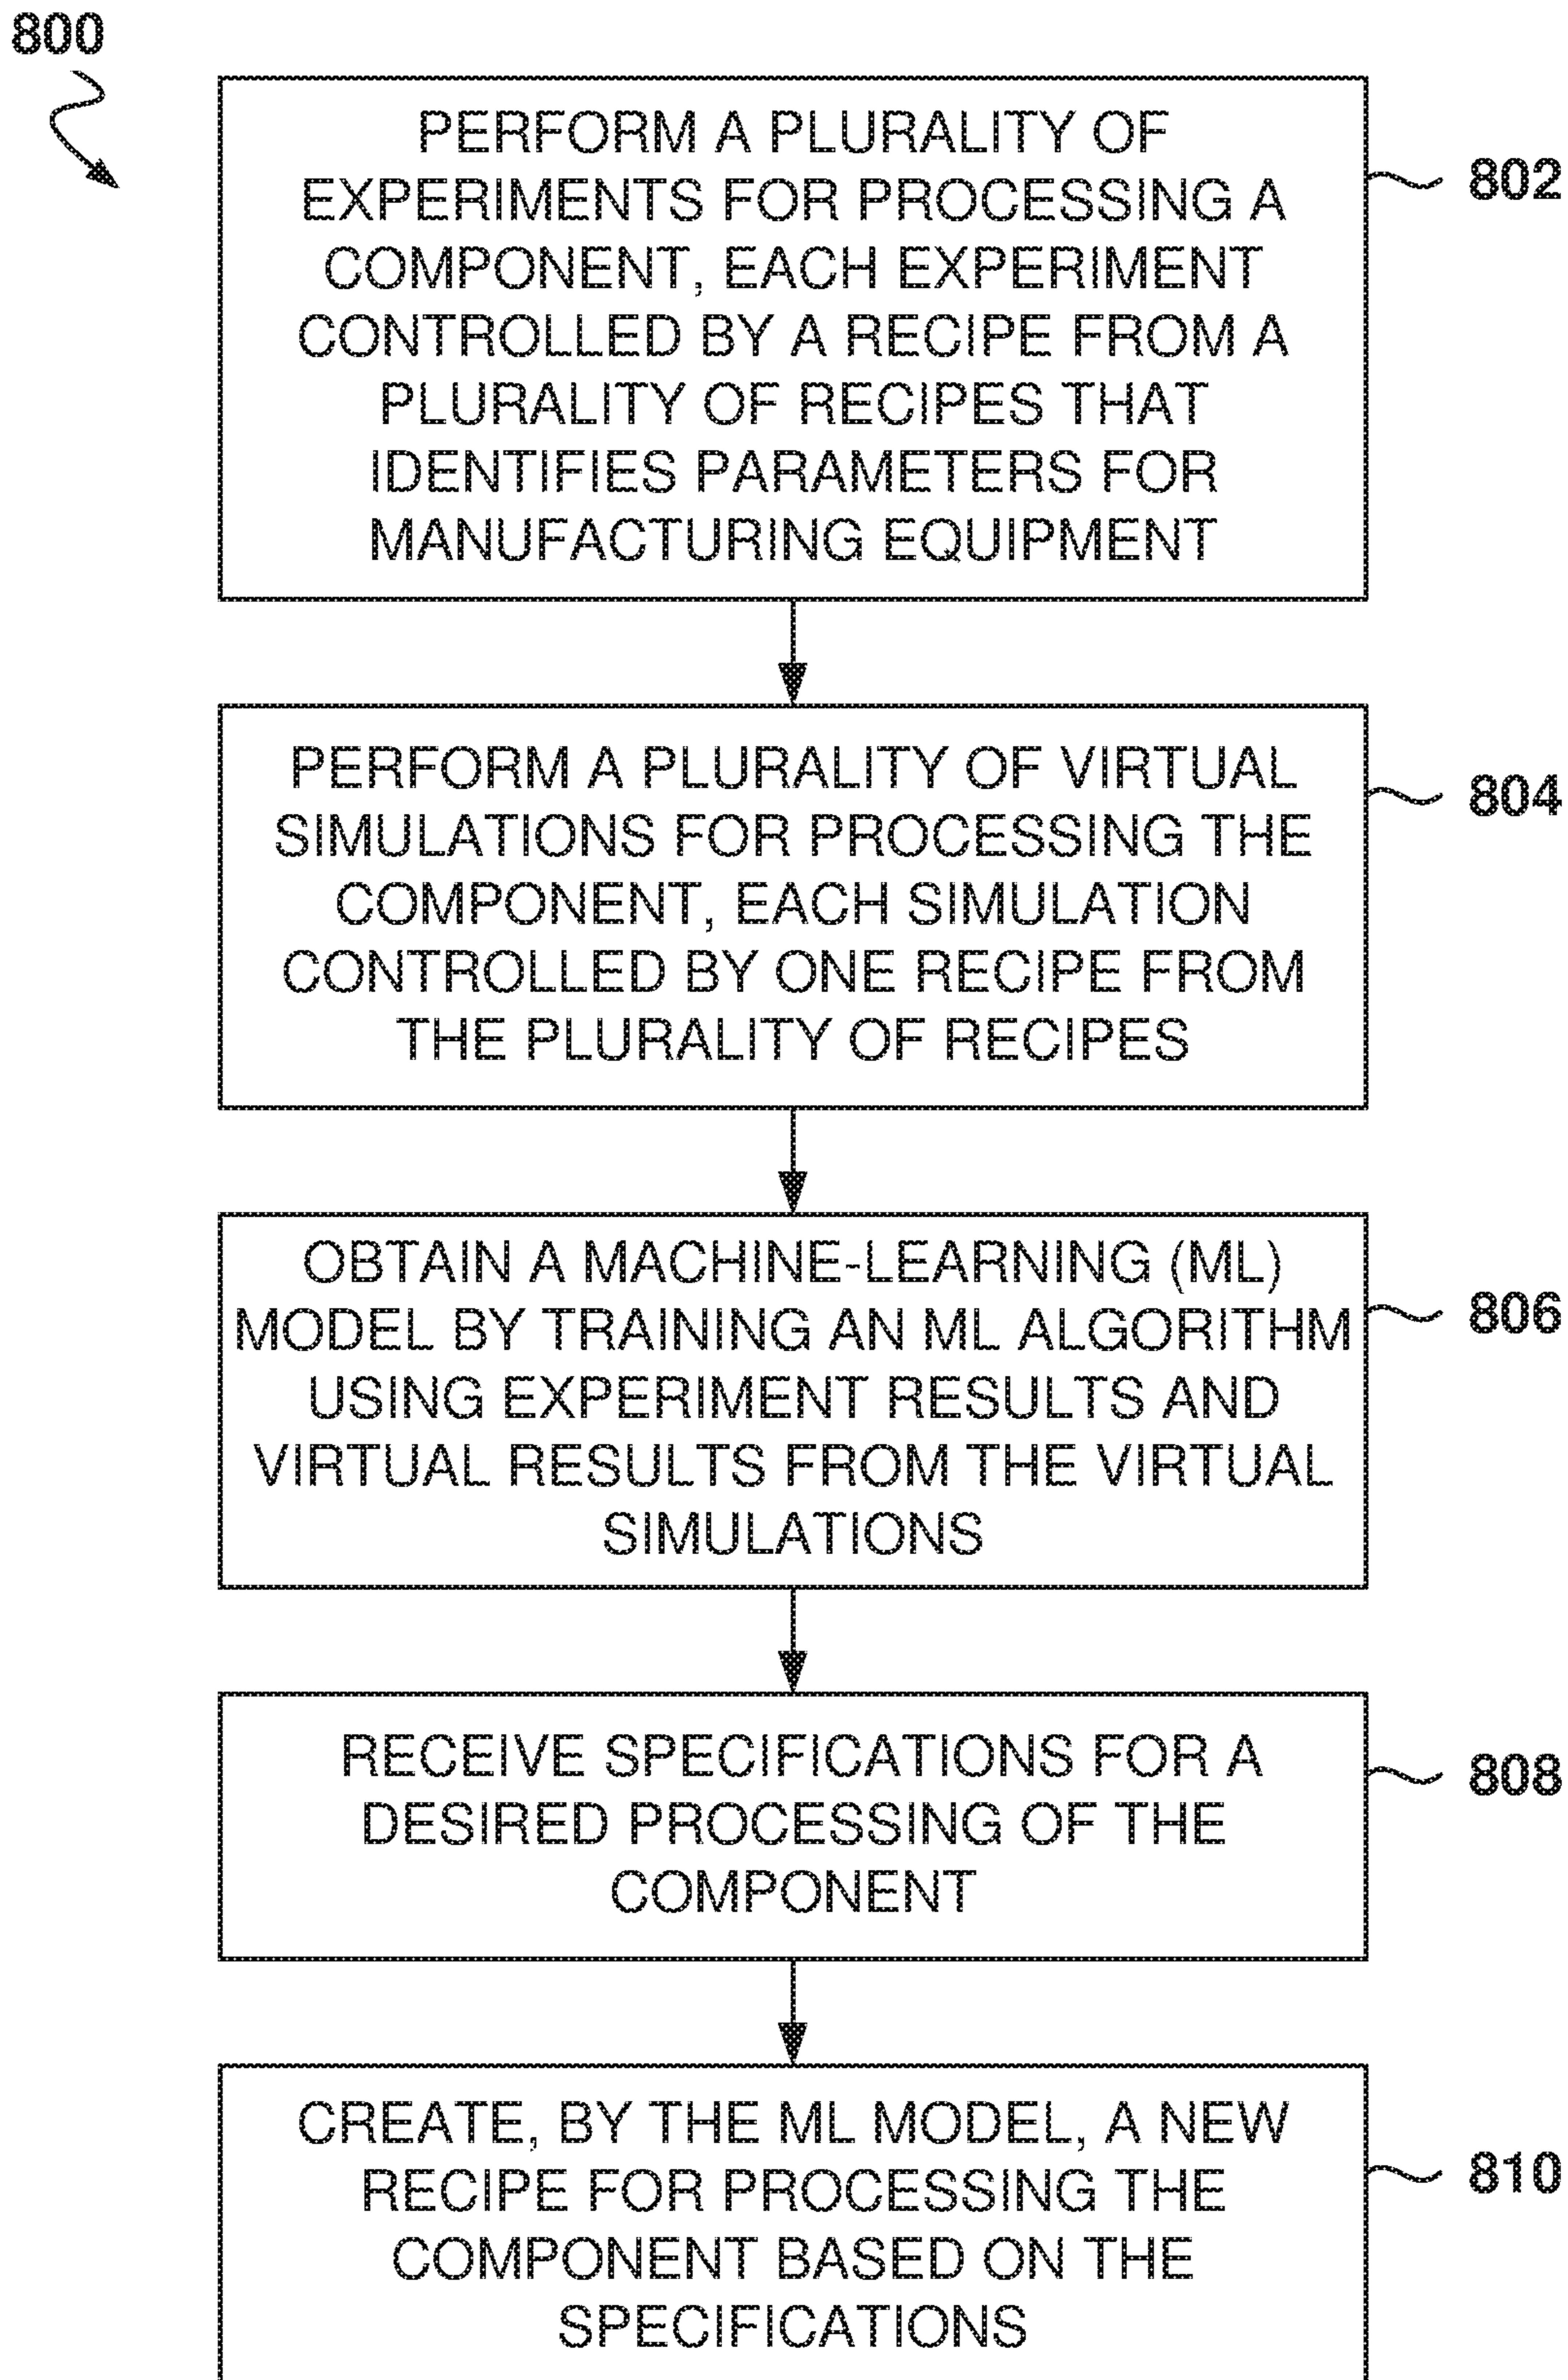 800
PERFORM A PLURALITY OF
EXPERIMENTS FOR PROCESSING A
COMPONENT, EACH EXPERIMENT
CONTROLLED BY A RECIPE FROM A
PLURALITY OF RECIPES THAT
IDENTIFIES PARAMETERS FOR
MANUFACTURING EQUIPMENT
802
PERFORM A PLURALITY OF VIRTUAL
SIMULATIONS FOR PROCESSING THE
COMPONENT, EACH SIMULATION
CONTROLLED BY ONE RECIPE FROM
THE PLURALITY OF RECIPES
804
OBTAIN A MACHINE-LEARNING (ML)
MODEL BY TRAINING AN ML ALGORITHM
USING EXPERIMENT RESULTS AND
VIRTUAL RESULTS FROM THE VIRTUAL
SIMULATIONS
806
RECEIVE SPECIFICATIONS FOR A
DESIRED PROCESSING OF THE
COMPONENT
808
CREATE, BY THE ML MODEL, A NEW
RECIPE FOR PROCESSING THE
COMPONENT BASED ON THE
SPECIFICATIONS
810